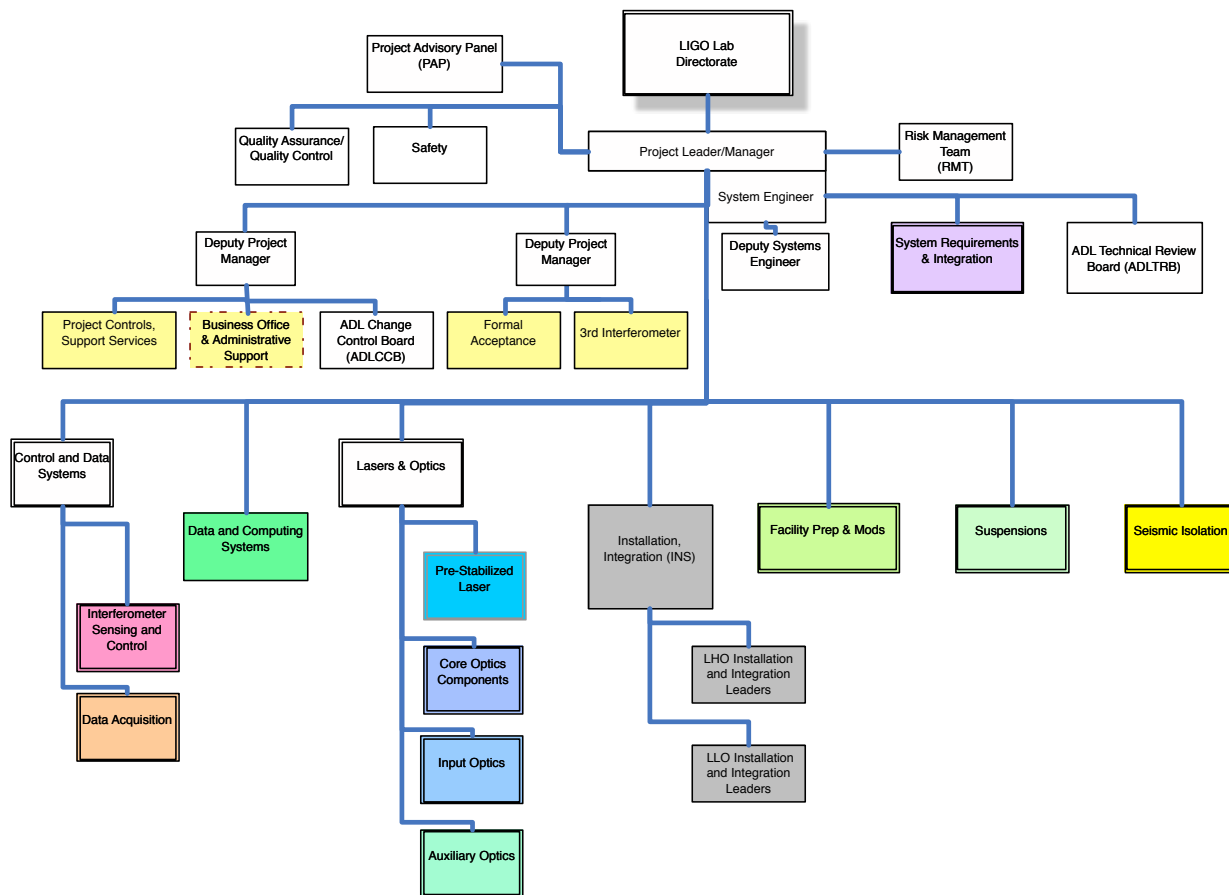 Project Advisory Panel
(PAP)
LIGO Lab
Directorate
Quality Assurance/
Quality Control
Safety
Project Leader/Manager
Risk Management
Team
(RMT)
System Engineer
Deputy Project
Manager
Deputy Project
Manager
Deputy Systems
Engineer
System Requirements
& Integration
ADL Technical Review
Board (ADLTRB)
Project Controls,
Support Services
Business Office
& Administrative
Support
ADL Change
Control Board
(ADLCCB)
Formal
Acceptance
3rd Interferometer
Control and Data
Systems
Lasers & Optics
Data and Computing
Systems
Installation,
Integration (INS)
Facility Prep & Mods
Suspensions
Seismic Isolation
Pre-Stabilized
Laser
Interferometer
Sensing and
Control
Core Optics
Components
LHO Installation
and Integration
Leaders
Data Acquisition
Input Optics
LLO Installation
and Integration
Leaders
Auxiliary Optics